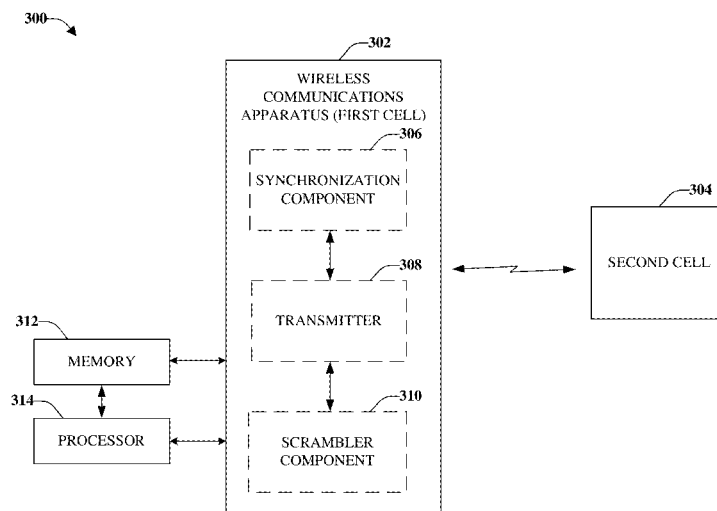 300
302
WIRELESS
COMMUNICATIONS
APPARATUS (FIRST CELL)
306
SYNCHRONIZATION
COMPONENT
304
SECOND CELL
308
TRANSMITTER
312
MEMORY
314
PROCESSOR
310
SCRAMBLER
COMPONENT